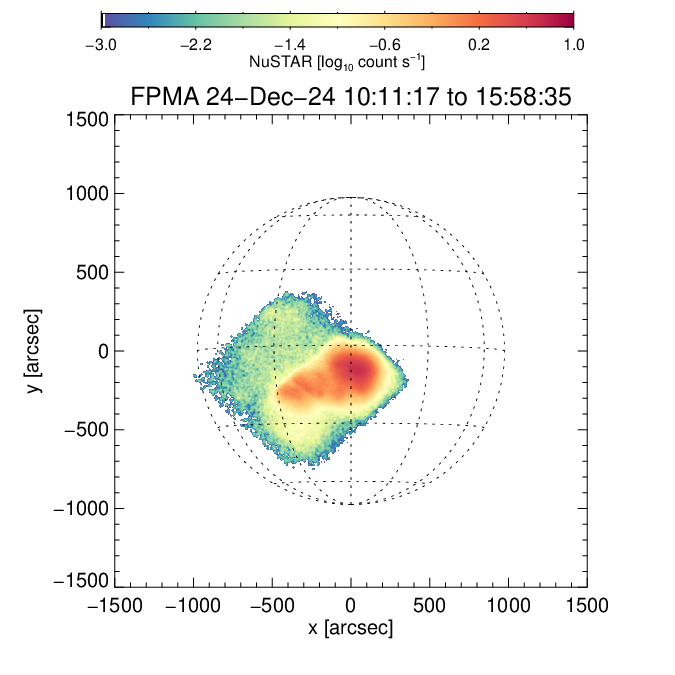 −3.0 −2.2 −1.4 −0.6 0.2 1.0
NuSTAR [log₁₀ count s⁻¹]
FPMA 24−Dec−24 10:11:17 to 15:58:35
1500
1000
500
0
−500
−1000
−1500
y [arcsec]
−1500 −1000 −500 0 500 1000 1500
x [arcsec]